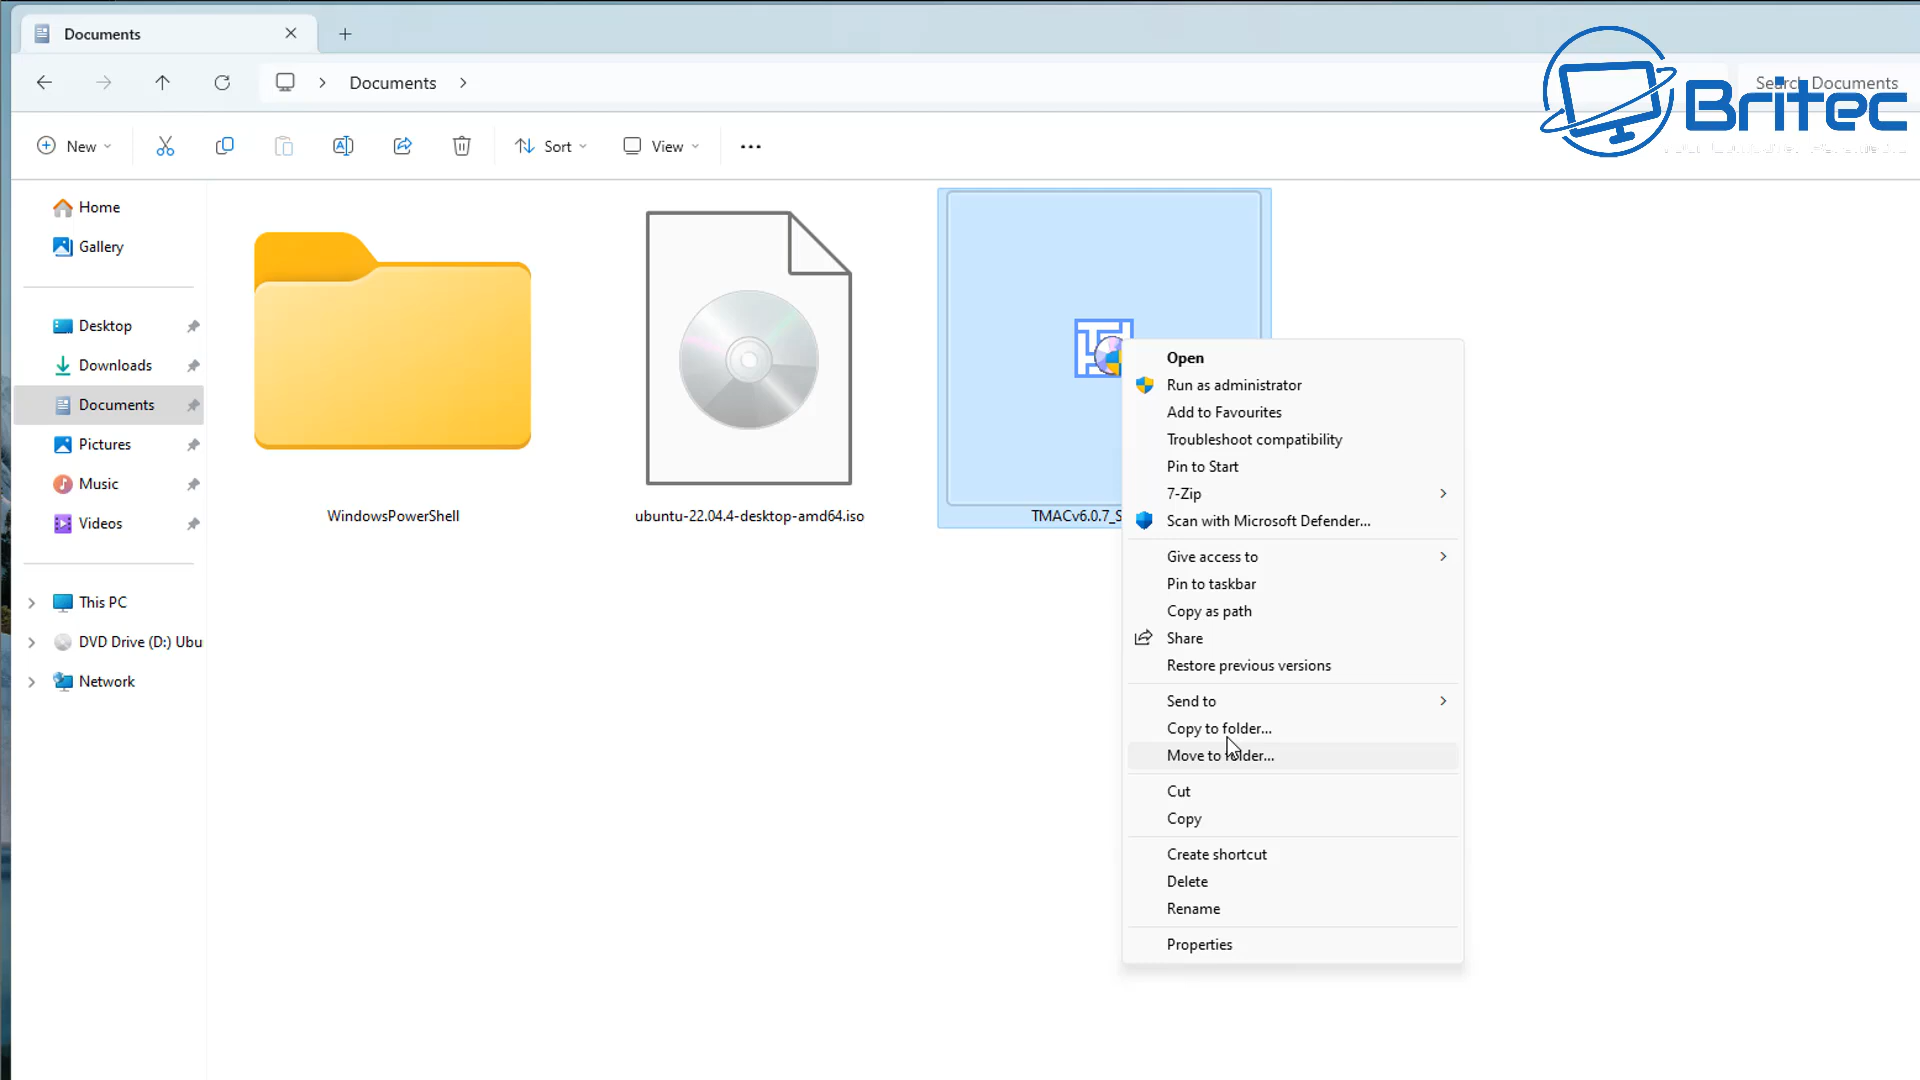 Documents
Documents
Search Documents
Britec
New
Sort
View
Home
Gallery
Desktop
Downloads
Documents
Pictures
Music
Videos
This PC
DVD Drive (D:) Ubu
Network
WindowsPowerShell
ubuntu-22.04.4-desktop-amd64.iso
TMACv6.0.7_S
Open
Run as administrator
Add to Favourites
Troubleshoot compatibility
Pin to Start
7-Zip
Scan with Microsoft Defender...
Give access to
Pin to taskbar
Copy as path
Share
Restore previous versions
Send to
Copy to folder...
Move to folder...
Cut
Copy
Create shortcut
Delete
Rename
Properties